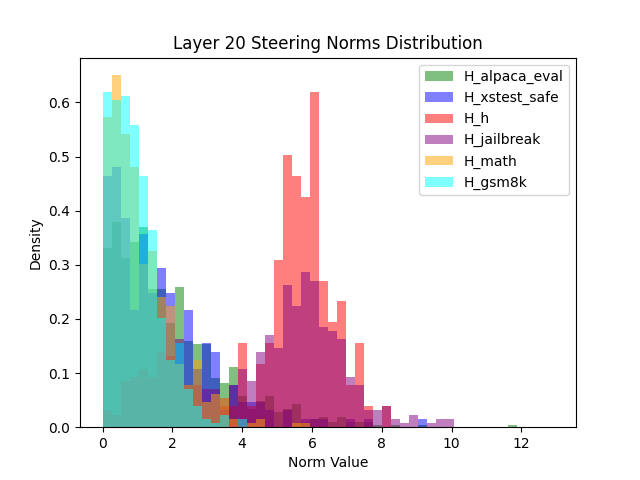 Layer 20 Steering Norms Distribution
H_alpaca_eval
H_xstest_safe
H_h
H_jailbreak
H_math
H_gsm8k
Density
0.6
0.5
0.4
0.3
0.2
0.1
0.0
0 2 4 6 8 10 12
Norm Value